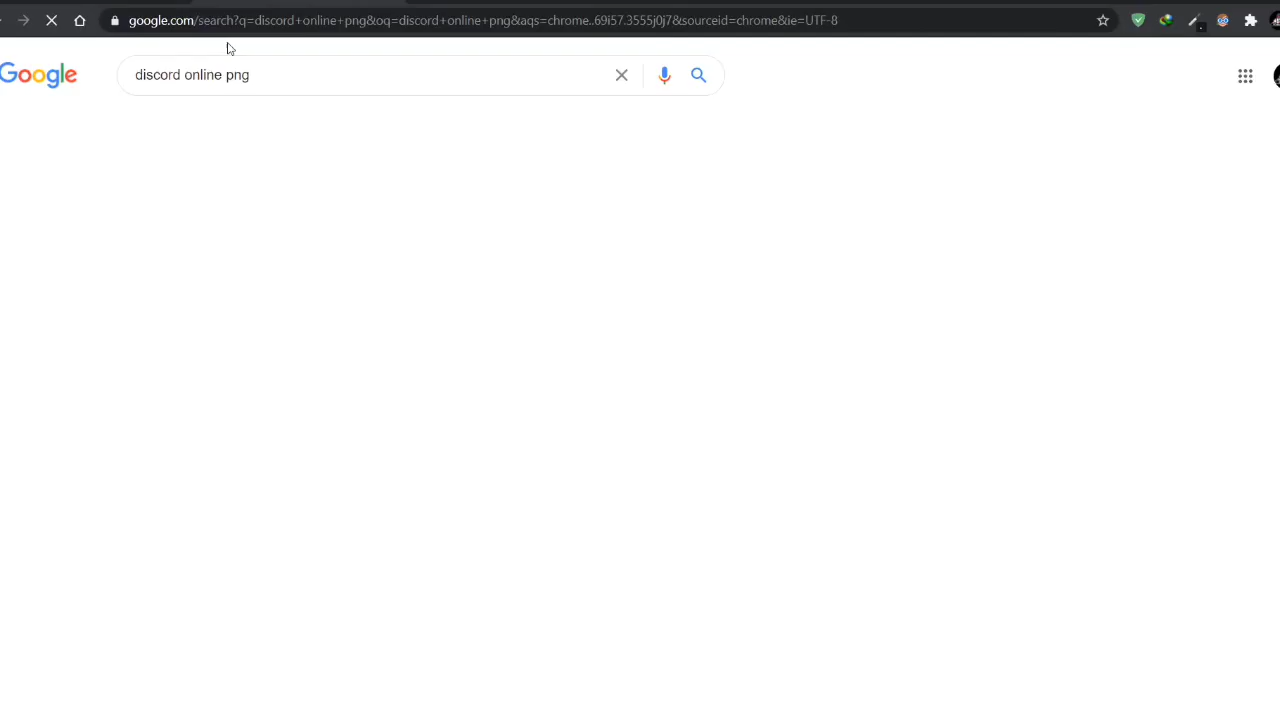 google.com/search?q=discord+online+png&oq=discord+online+png&aqs=chrome..69i57.3555j0j7&sourceid=chrome&ie=UTF-8
Google
discord online png